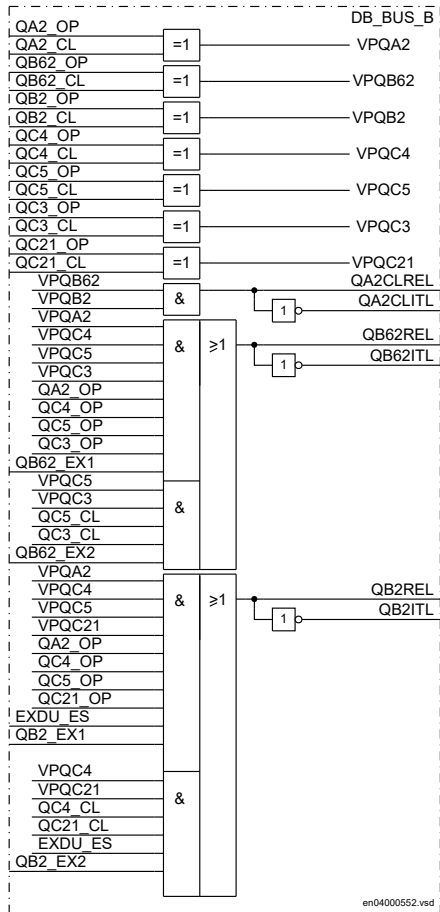 DB_BUS_B
QA2_OP
QA2_CL
=1
VPQA2
QB62_OP
QB62_CL
=1
VPQB62
QB2_OP
QB2_CL
=1
VPQB2
QC4_OP
QC4_CL
=1
VPQC4
QC5_OP
QC5_CL
=1
VPQC5
QC3_OP
QC3_CL
=1
VPQC3
QC21_OP
QC21_CL
=1
VPQC21
VPQB62
VPQB2
&
QA2CLREL
QA2CLITL
1
VPQA2
VPQC4
VPQC5
VPQC3
QA2_OP
QC4_OP
QC5_OP
QC3_OP
QB62_EX1
&
≥1
QB62REL
QB62ITL
1
VPQC5
VPQC3
QC5_CL
QC3_CL
QB62_EX2
&
VPQA2
VPQC4
VPQC5
VPQC21
QA2_OP
QC4_OP
QC5_OP
QC21_OP
EXDU_ES
QB2_EX1
&
≥1
QB2REL
QB2ITL
1
VPQC4
VPQC21
QC4_CL
QC21_CL
EXDU_ES
QB2_EX2
&
en04000552.vsd